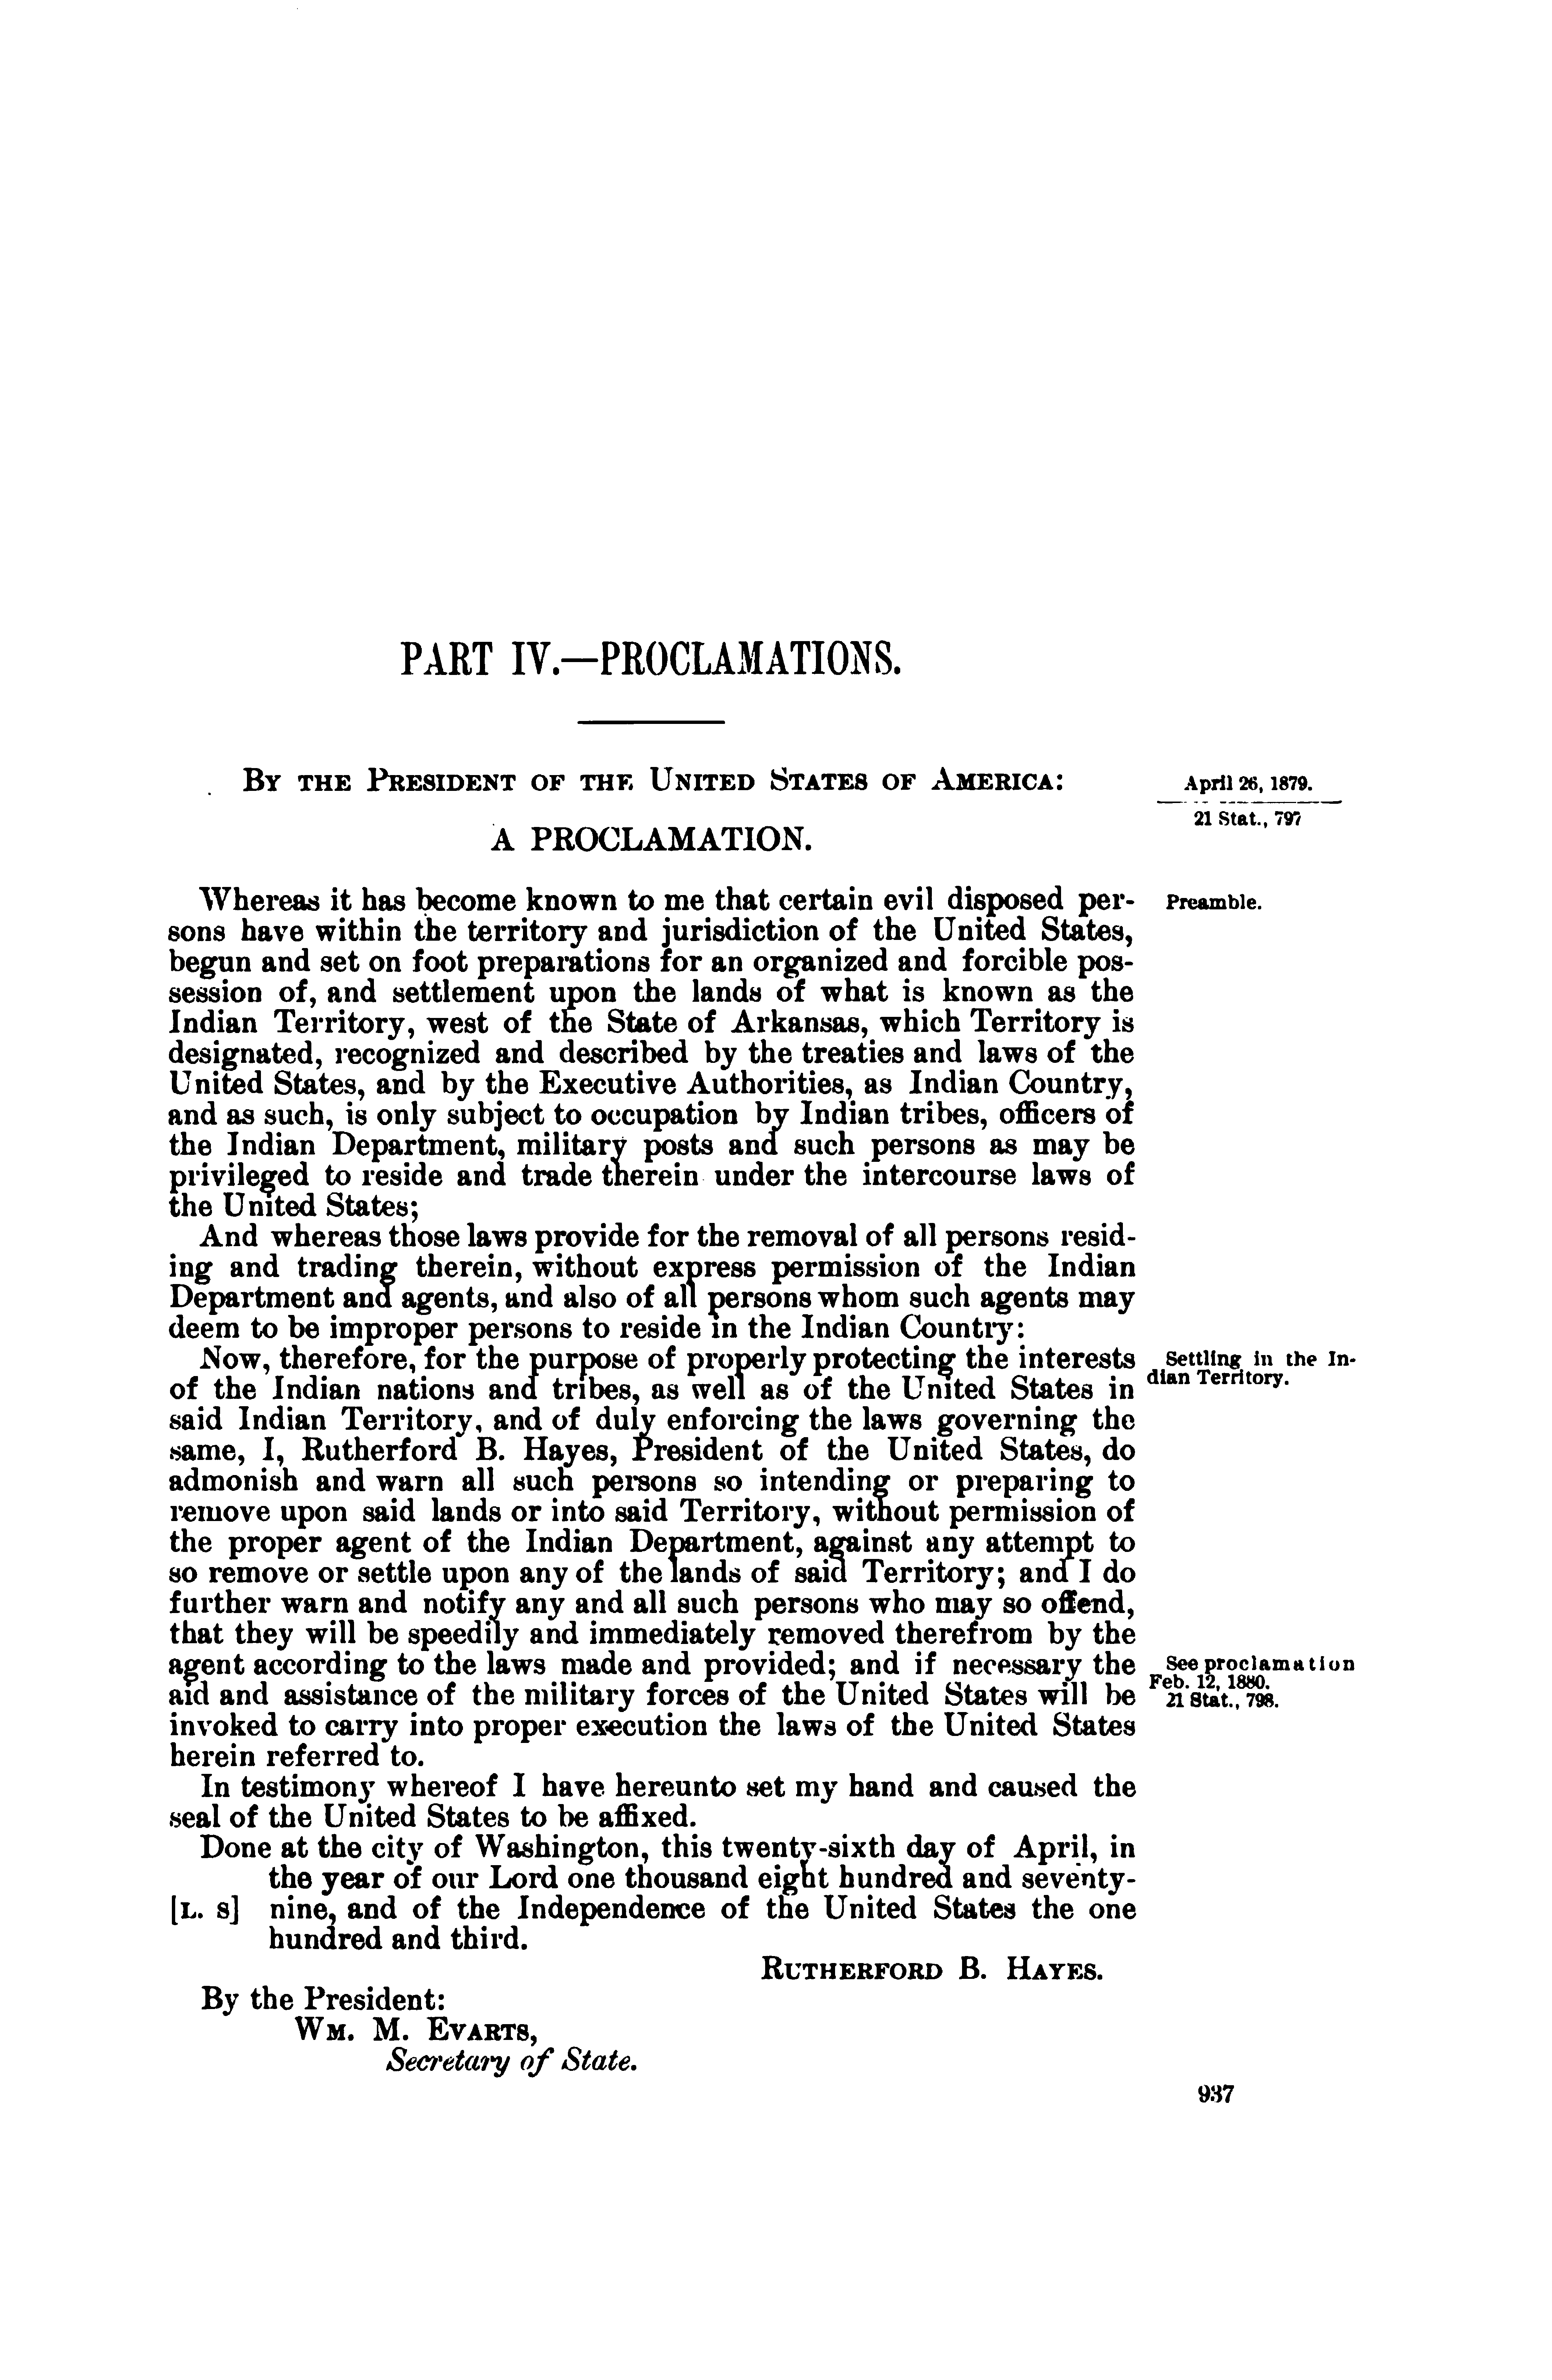 PART IV.—PROCLAMATIONS.
BY THE PRESIDENT OF THE UNITED STATES OF AMERICA:
April 26, 1879.
21 Stat., 797
A PROCLAMATION.
Whereas it has become known to me that certain evil disposed per-
Preamble.
sons have within the territory and jurisdiction of the United States,
begun and set on foot preparations for an organized and forcible pos-
session of, and settlement upon the lands of what is known as the
Indian Territory, west of the State of Arkansas, which Territory is
designated, recognized and described by the treaties and laws of the
United States, and by the Executive Authorities, as Indian Country,
and as such, is only subject to occupation by Indian tribes, officers of
the Indian Department, military posts and such persons as may be
privileged to reside and trade therein under the intercourse laws of
the United States;
And whereas those laws provide for the removal of all persons resid-
ing and trading therein, without express permission of the Indian
Department and agents, and also of all persons whom such agents may
deem to be improper persons to reside in the Indian Country:
Now, therefore, for the purpose of properly protecting the interests
Settling in the In-
dian Territory.
of the Indian nations and tribes, as well as of the United States in
said Indian Territory, and of duly enforcing the laws governing the
same, I, Rutherford B. Hayes, President of the United States, do
admonish and warn all such persons so intending or preparing to
remove upon said lands or into said Territory, without permission of
the proper agent of the Indian Department, against any attempt to
so remove or settle upon any of the lands of said Territory; and I do
further warn and notify any and all such persons who may so offend,
that they will be speedily and immediately removed therefrom by the
agent according to the laws made and provided; and if necessary the
See proclamation
Feb. 12, 1880.
21 Stat., 798.
aid and assistance of the military forces of the United States will be
invoked to carry into proper execution the laws of the United States
herein referred to.
In testimony whereof I have hereunto set my hand and caused the
seal of the United States to be affixed.
Done at the city of Washington, this twenty-sixth day of April, in
the year of our Lord one thousand eight hundred and seventy-
[L. S] nine, and of the Independence of the United States the one
hundred and third.
RUTHERFORD B. HAYES.
By the President:
WM. M. EVARTS,
Secretary of State.
937